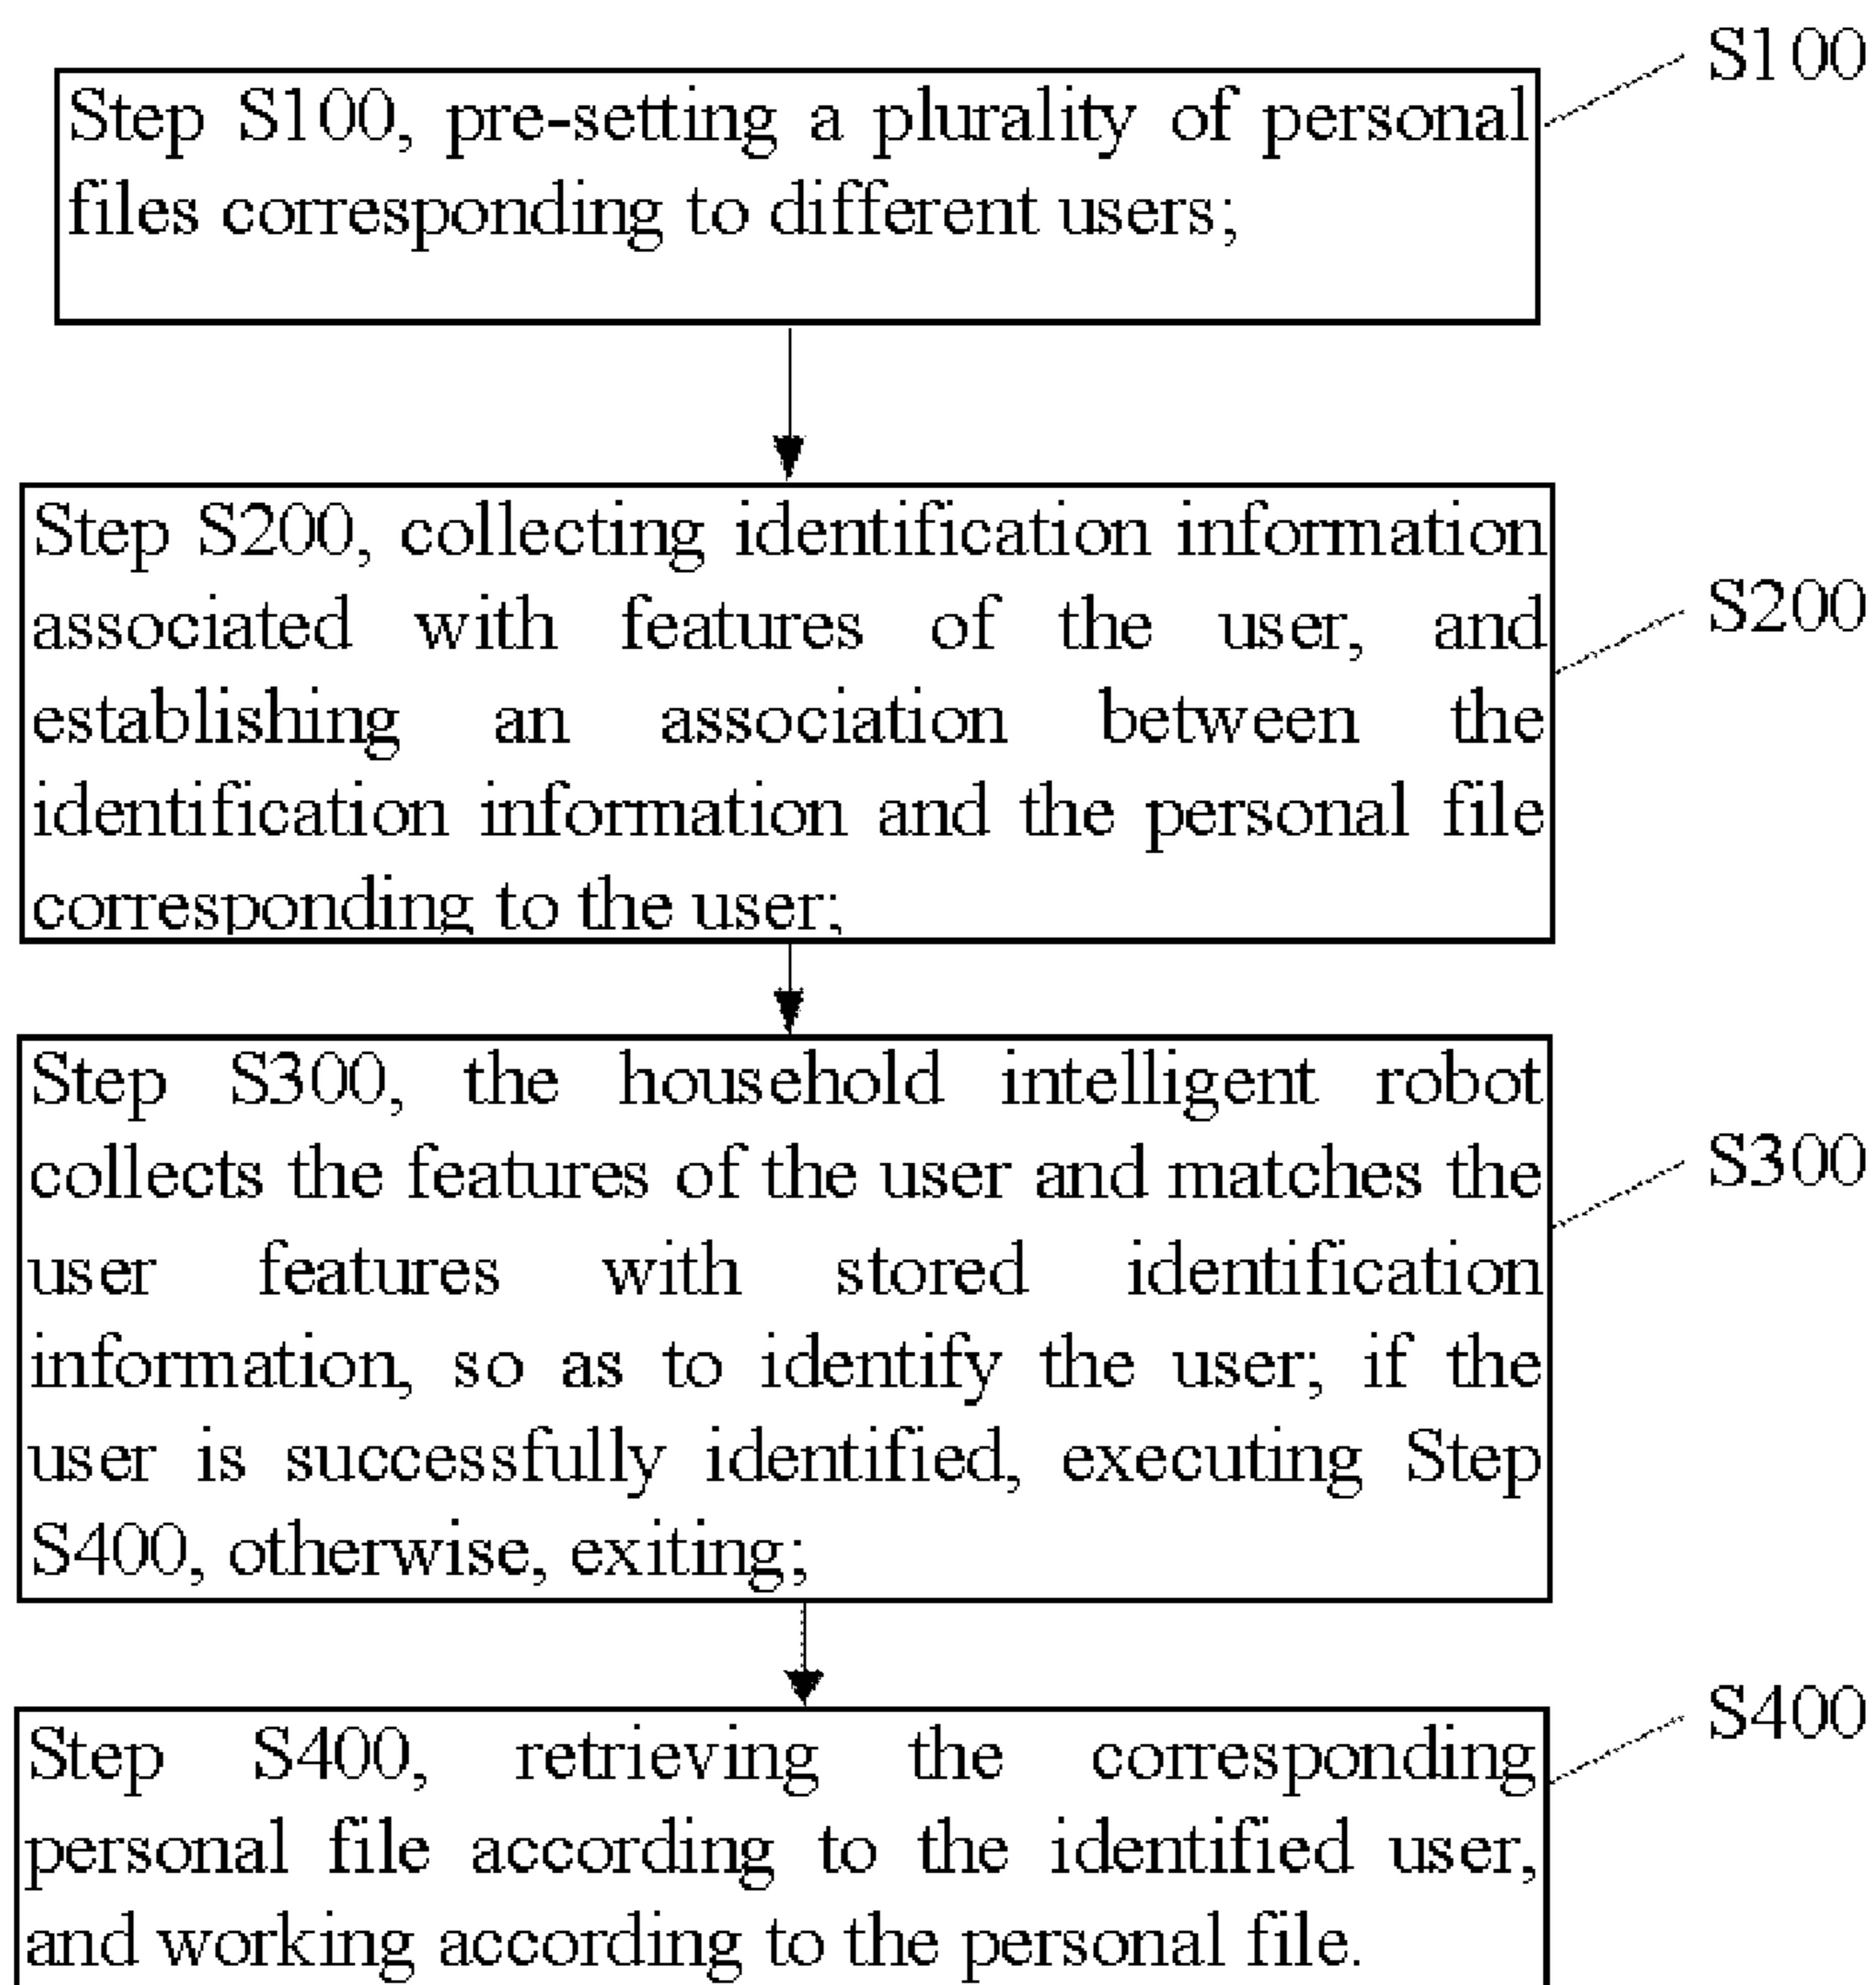 S100
Step S100, pre-setting a plurality of personal
files corresponding to different users;
Step S200, collecting identification information
associated with features of the user, and
establishing an association between the
identification information and the personal file
corresponding to the user;
S200
Step S300, the household intelligent robot
collects the features of the user and matches the
user features with stored identification
information, so as to identify the user; if the
user is successfully identified, executing Step
S400, otherwise, exiting;
S300
Step S400, retrieving the corresponding
personal file according to the identified user,
and working according to the personal file.
S400